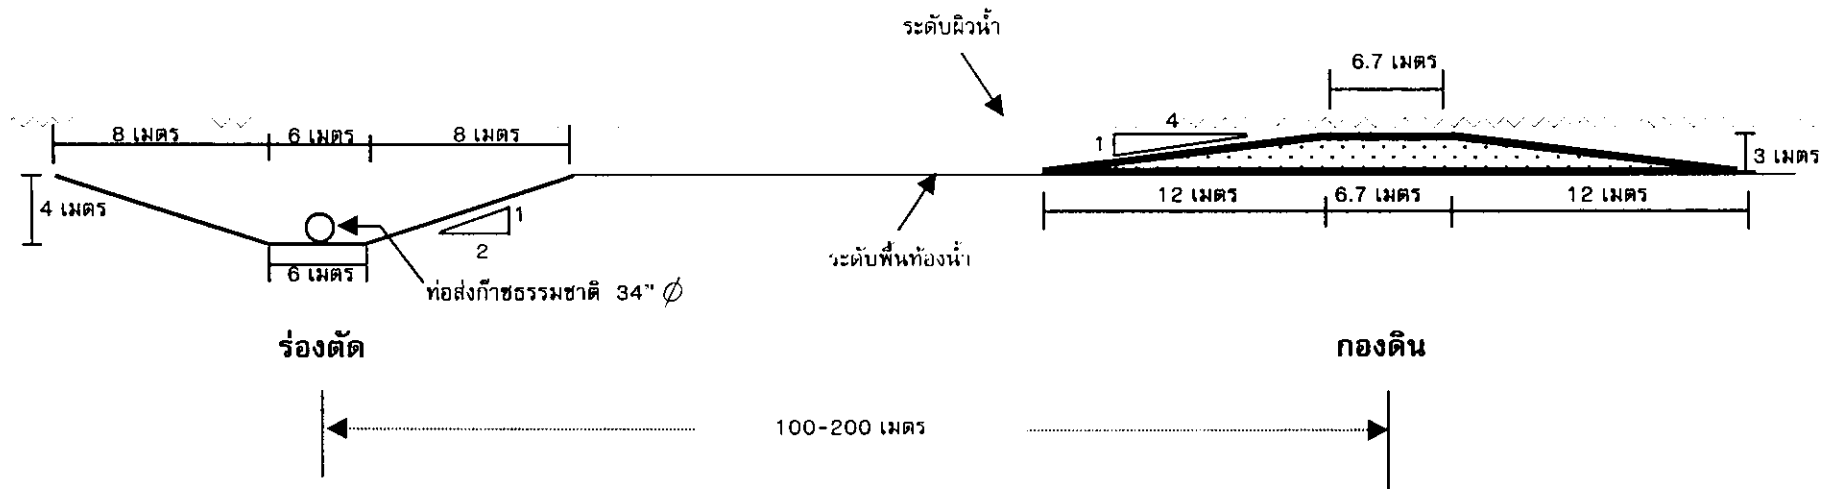 ระดับผิวน้ำ
6.7 เมตร
8 เมตร 6 เมตร 8 เมตร
4
1
3 เมตร
4 เมตร
12 เมตร 6.7 เมตร 12 เมตร
1
2
ระดับพื้นท้องน้ำ
6 เมตร
ท่อส่งก๊าซธรรมชาติ 34" ϕ
ร่องตัด
กองดิน
100-200 เมตร